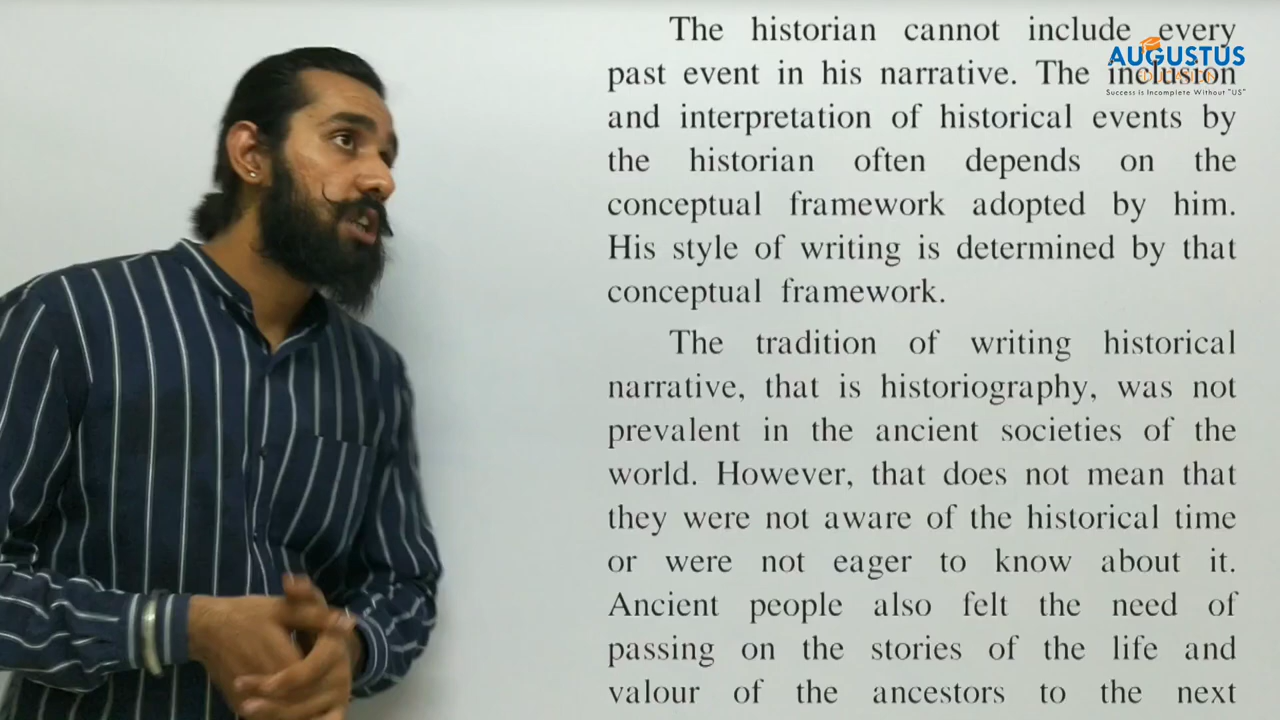 The historian cannot include every
past event in his narrative. The inclusion
and interpretation of historical events by
the historian often depends on the
conceptual framework adopted by him.
His style of writing is determined by that
conceptual framework.
The tradition of writing historical
narrative, that is historiography, was not
prevalent in the ancient societies of the
world. However, that does not mean that
they were not aware of the historical time
or were not eager to know about it.
Ancient people also felt the need of
passing on the stories of the life and
valour of the ancestors to the next
AUGUSTUS
EDUCATION
Success is Incomplete Without "US"